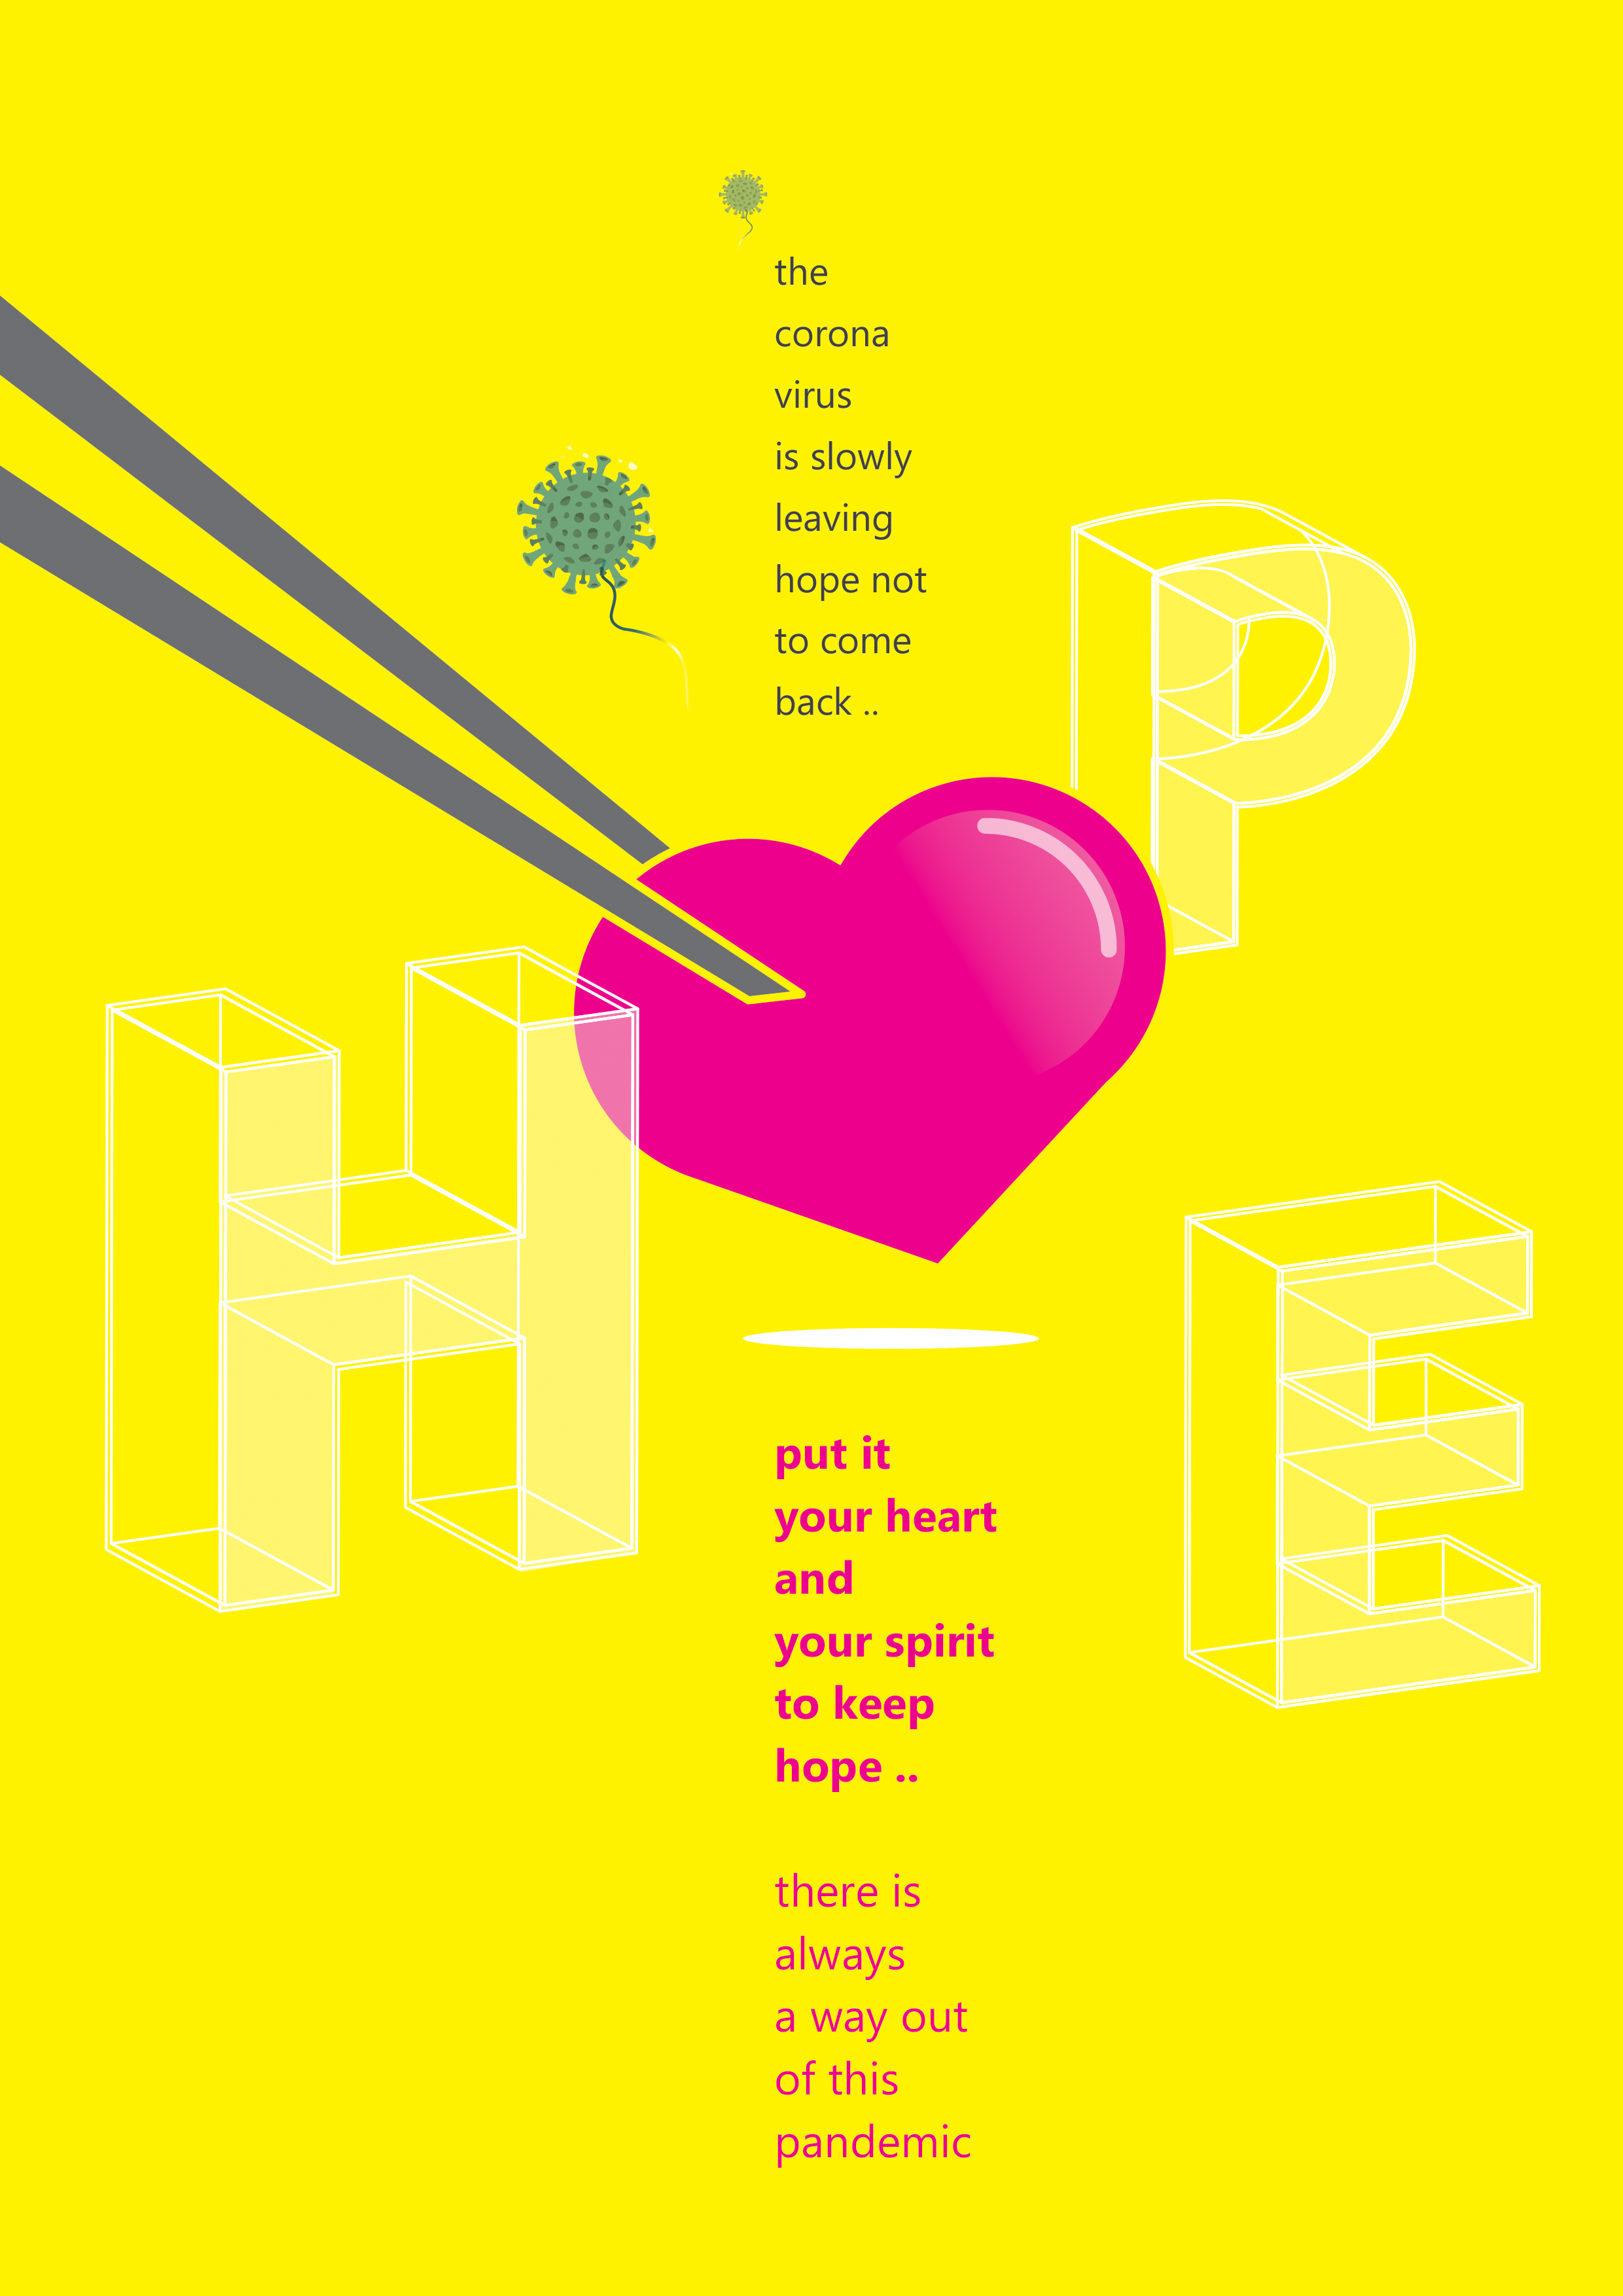 the
corona
virus
is slowly
leaving
hope not
to come
back ..
H
P
E
put it
your heart
and
your spirit
to keep
hope ..
there is
always
a way out
of this
pandemic